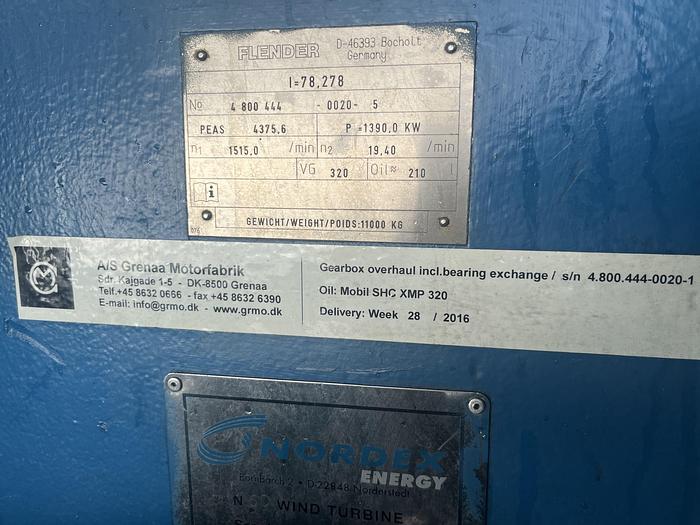 FLENDER D-46393 Bocholt
Germany
I=78,278
No 4 800 444 -0020- 5
PEAS 4375,6 P =1390,0 KW
n1 1515,0 /min n2 19,40 /min
VG 320 Oil≈ 210 l
i
GEWICHT/WEIGHT/POIDS:11000 KG
A/S Grenaa Motorfabrik
Sdr. Kajgade 1-5 - DK-8500 Grenaa
Telf.+45 8632 0666 - fax +45 8632 6390
E-mail: info@grmo.dk - www.grmo.dk
Gearbox overhaul incl.bearing exchange / s/n 4.800.444-0020-1
Oil: Mobil SHC XMP 320
Delivery: Week 28 / 2016
NORDEX
ENERGY
Bornbarch 2 • D-22848 Norderstedt
N
WIND TURBINE